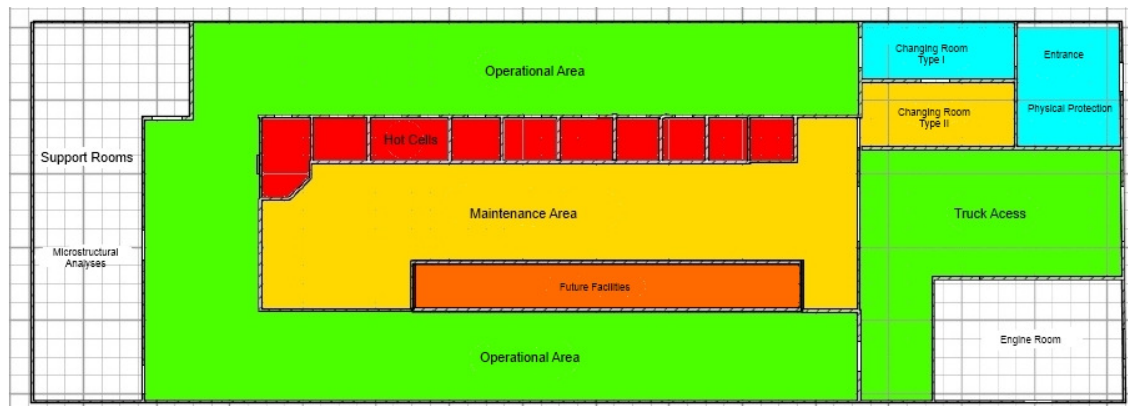 Changing Room
Type I
Entrance
Operational Area
Physical Protection
Changing Room
Type II
Hot Cells
Support Rooms
Maintenance Area
Truck Acess
Microstructural
Analyses
Future Facilities
Engine Room
Operational Area